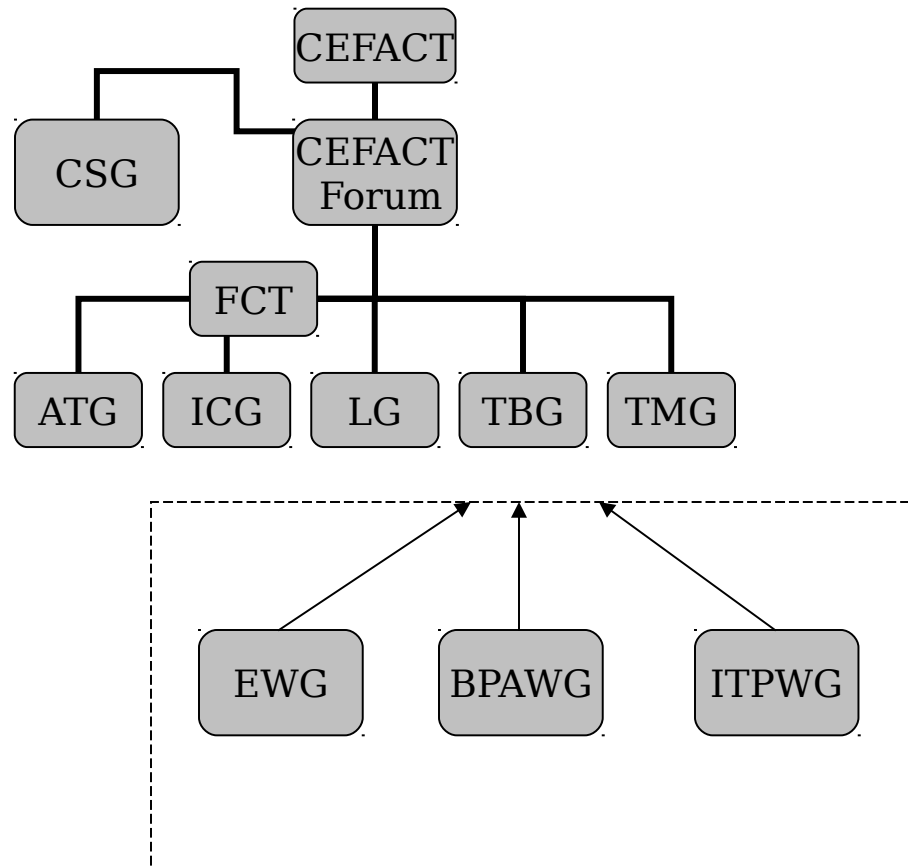 CEFACT
CSG
CEFACT
Forum
FCT
ATG
ICG
LG
TBG
TMG
EWG
BPAWG
ITPWG